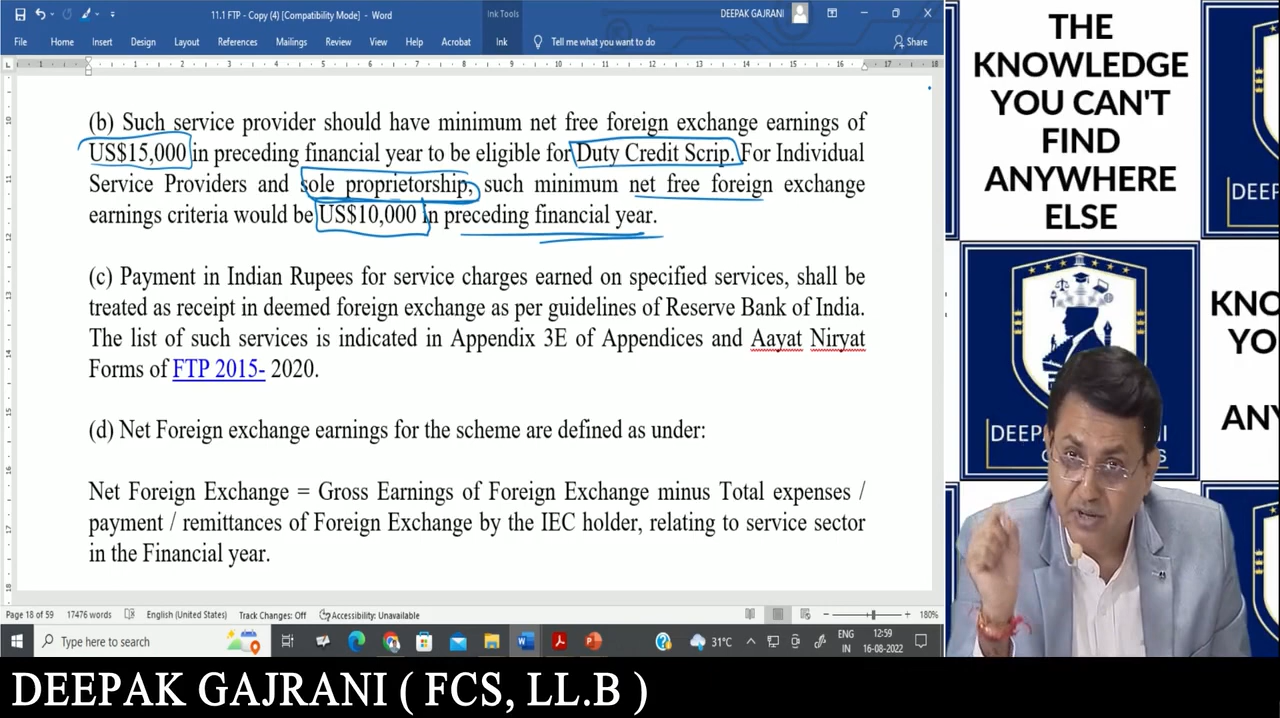 11.1 FTP - Copy (4) [Compatibility Mode] - Word
Ink Tools
DEEPAK GAJRANI
File Home Insert Design Layout References Mailings Review View Help Acrobat Ink Tell me what you want to do Share
(b) Such service provider should have minimum net free foreign exchange earnings of
US$15,000 in preceding financial year to be eligible for Duty Credit Scrip. For Individual
Service Providers and sole proprietorship, such minimum net free foreign exchange
earnings criteria would be US$10,000 in preceding financial year.
(c) Payment in Indian Rupees for service charges earned on specified services, shall be
treated as receipt in deemed foreign exchange as per guidelines of Reserve Bank of India.
The list of such services is indicated in Appendix 3E of Appendices and Aayat Niryat
Forms of FTP 2015- 2020.
(d) Net Foreign exchange earnings for the scheme are defined as under:
Net Foreign Exchange = Gross Earnings of Foreign Exchange minus Total expenses /
payment / remittances of Foreign Exchange by the IEC holder, relating to service sector
in the Financial year.
Page 18 of 59 17476 words English (United States) Track Changes: Off Accessibility: Unavailable 180%
Type here to search
31°C
ENG
IN
12:59
16-08-2022
THE
KNOWLEDGE
YOU CAN'T
FIND
ANYWHERE
ELSE
DEEP
KNO
YO
AN
DEEP
NI
S
DEEPAK GAJRANI ( FCS, LL.B )